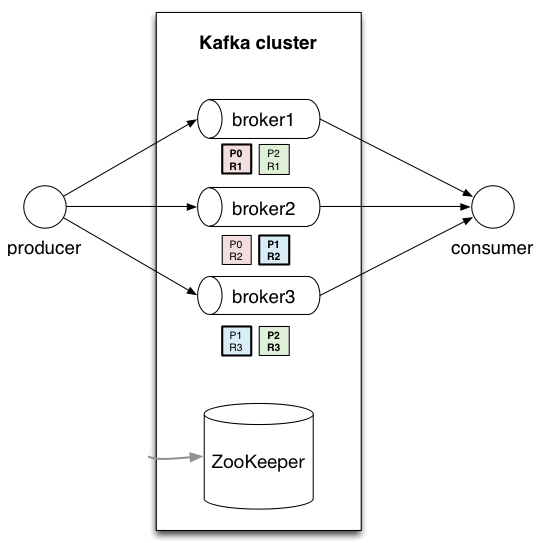 Kafka cluster
broker1
P0 P2
R1 R1
producer
broker2
consumer
P0 P1
R2 R2
broker3
P1 P2
R3 R3
ZooKeeper